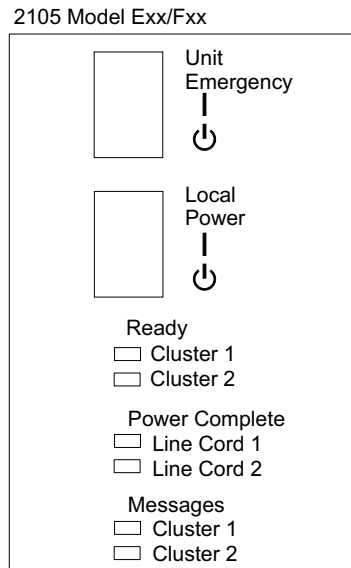 2105 Model Exx/Fxx
Unit
Emergency
Local
Power
Ready
Cluster 1
Cluster 2
Power Complete
Line Cord 1
Line Cord 2
Messages
Cluster 1
Cluster 2